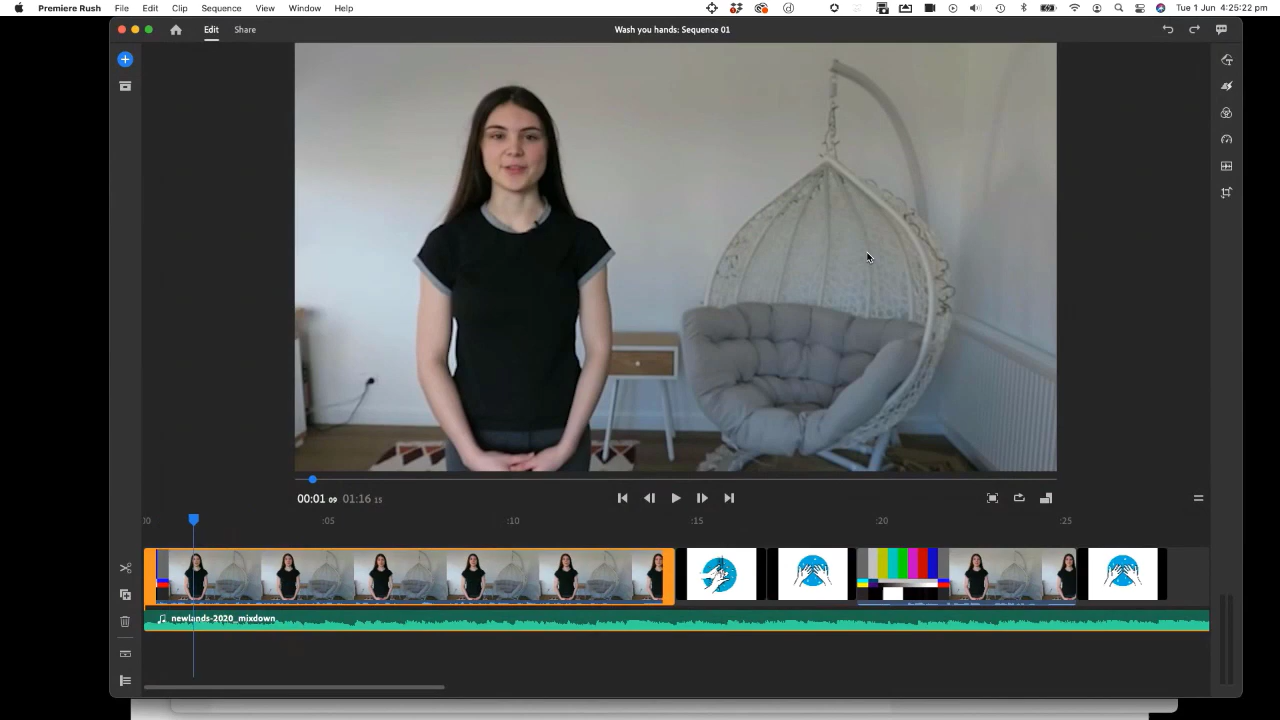 Premiere Rush File Edit Clip Sequence View Window Help Tue 1 Jun 4:25:22 pm
Edit Share Wash you hands: Sequence 01
00:01 09 01:16 15
:00 :05 :10 :15 :20 :25
newlands-2020_mixdown